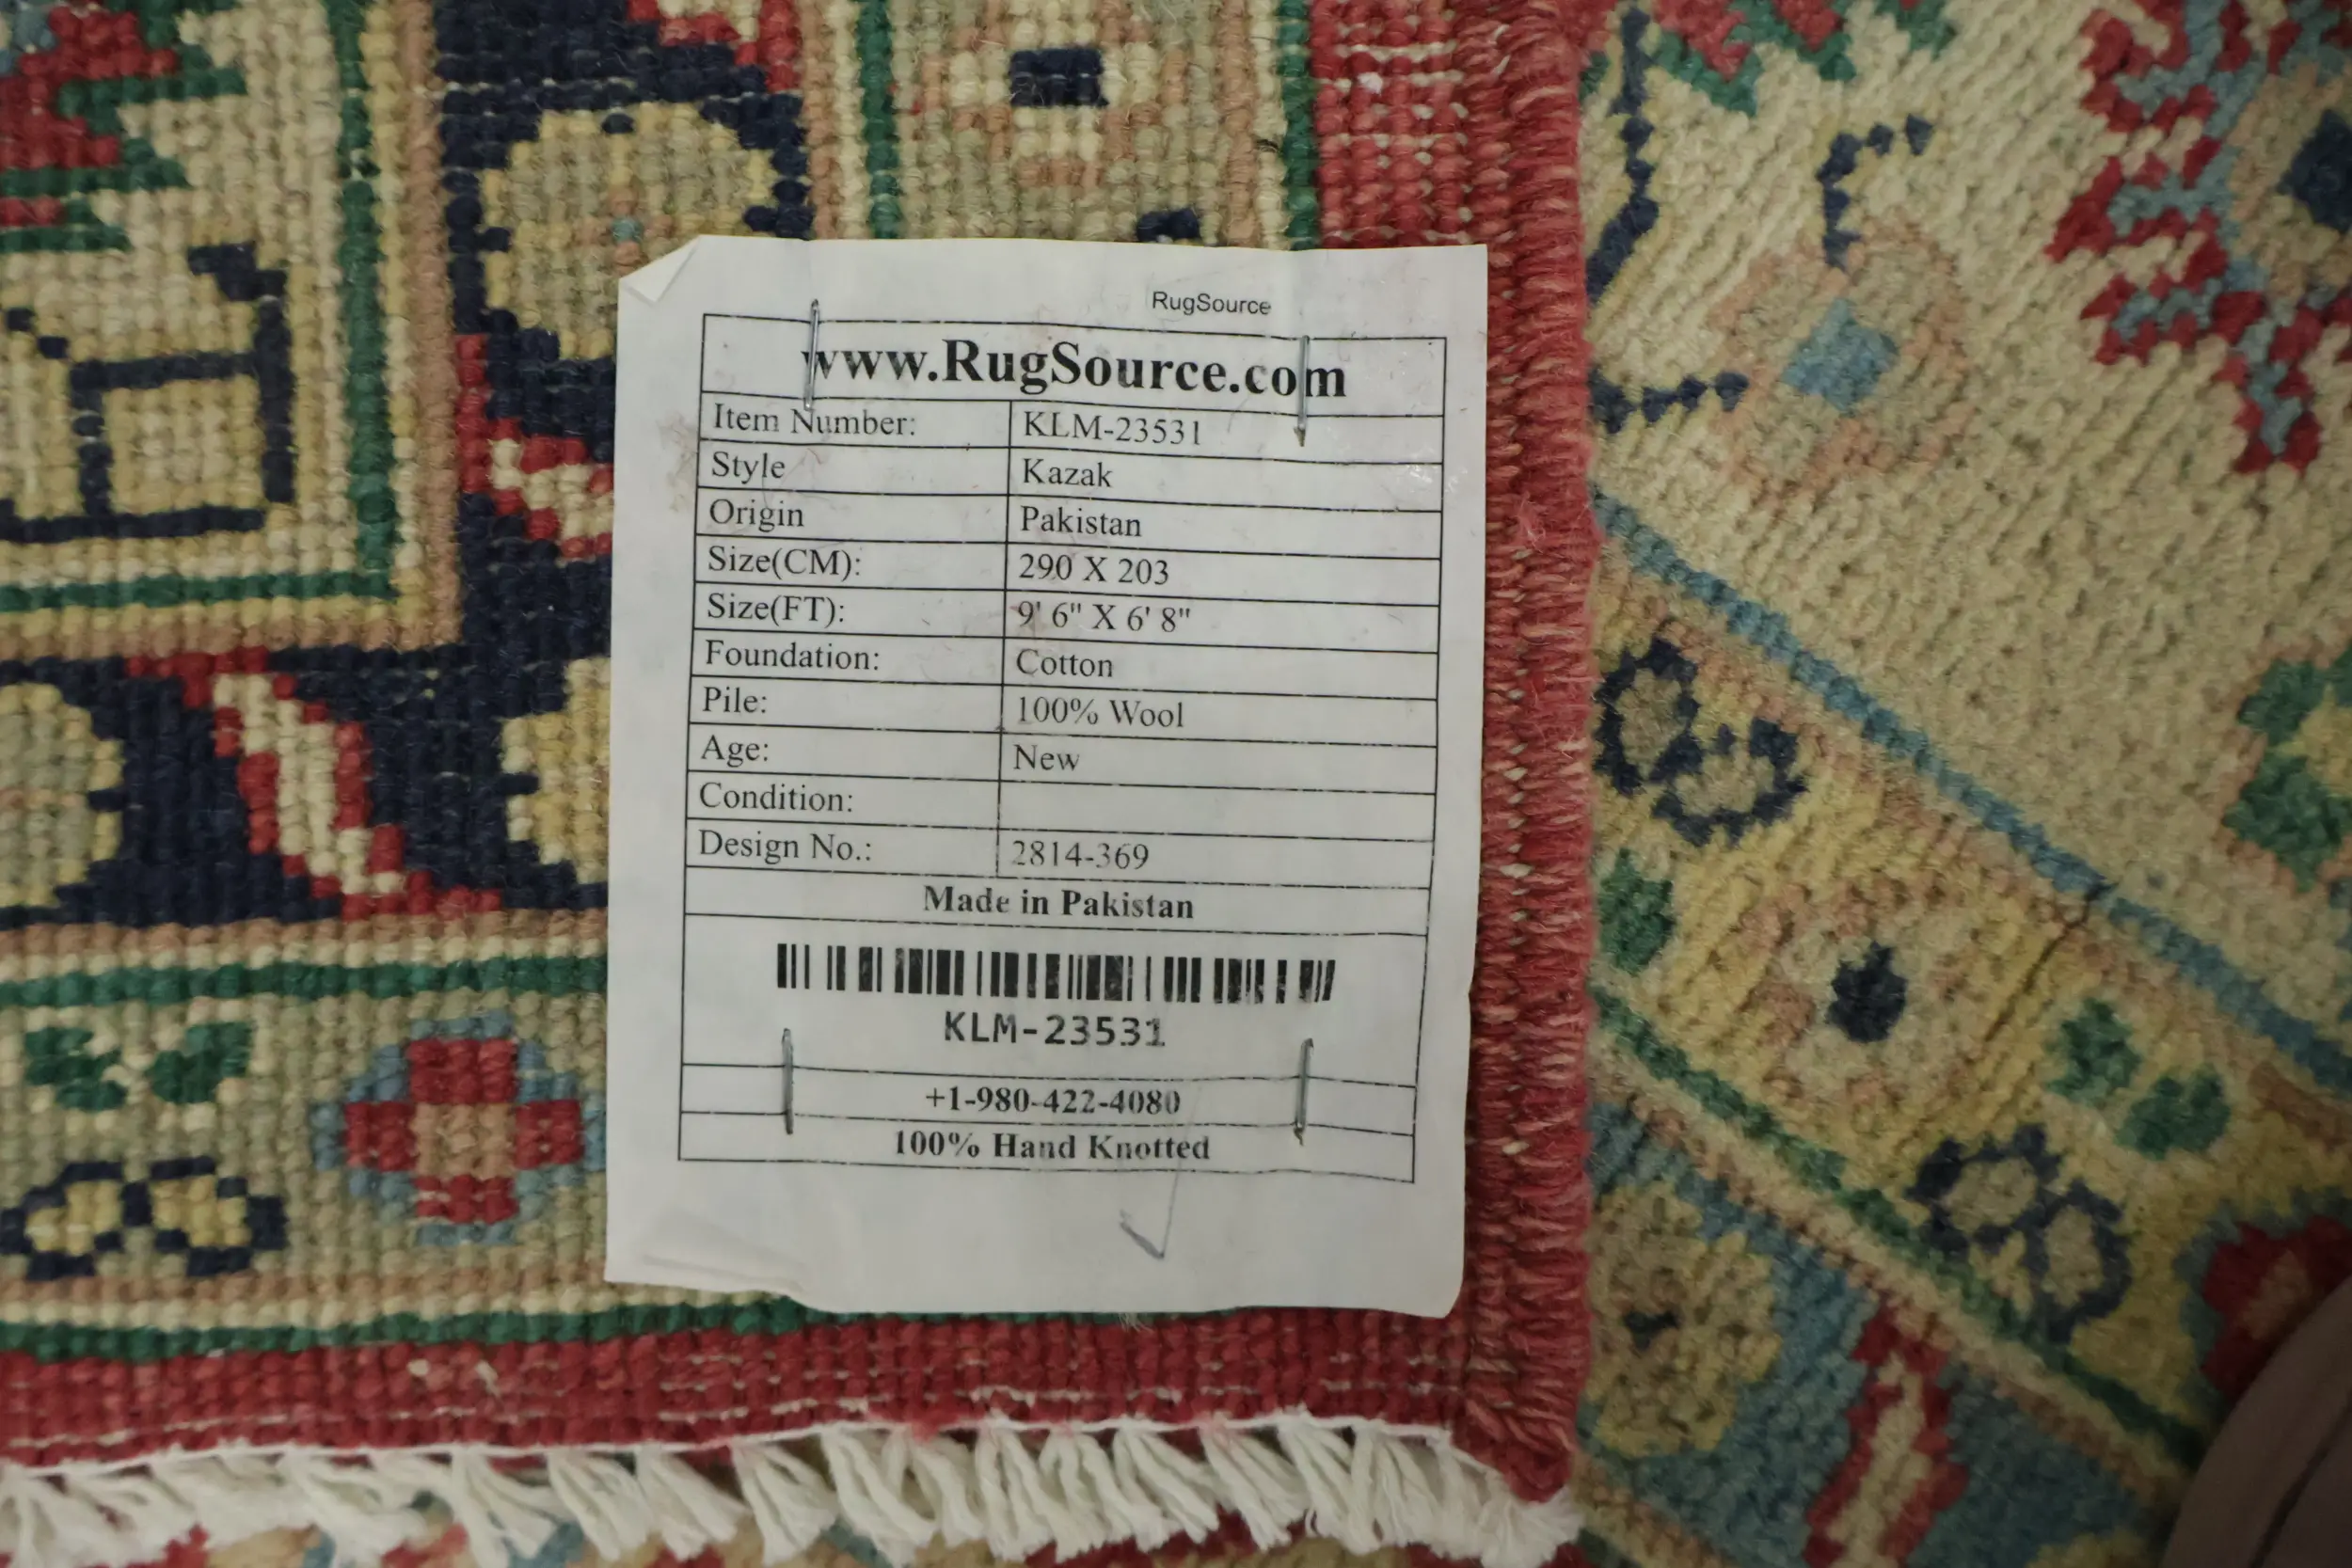 RugSource
www.RugSource.com
Item Number: KLM-23531
Style Kazak
Origin Pakistan
Size(CM): 290 X 203
Size(FT): 9' 6" X 6' 8"
Foundation: Cotton
Pile: 100% Wool
Age: New
Condition:
Design No.: 2814-369
Made in Pakistan
KLM-23531
+1-980-422-4080
100% Hand Knotted